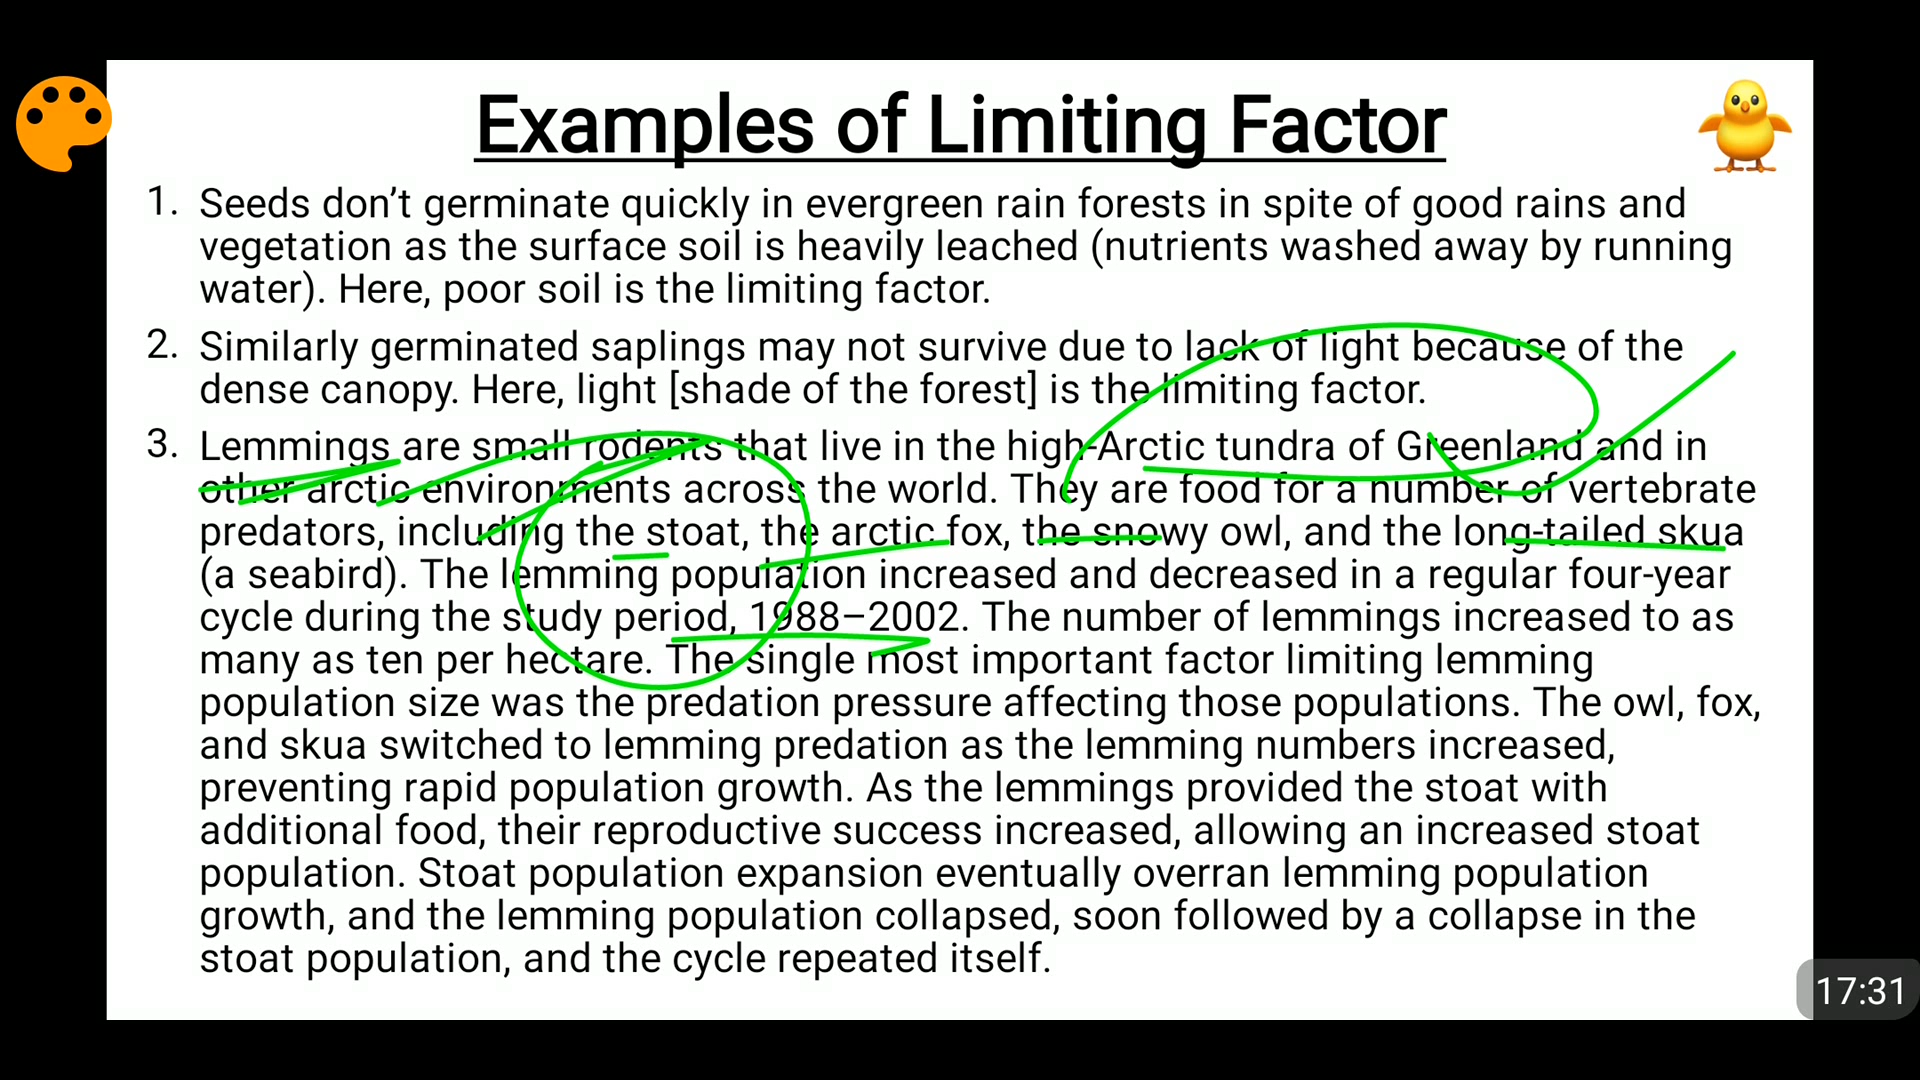 Examples of Limiting Factor
1. Seeds don’t germinate quickly in evergreen rain forests in spite of good rains and
vegetation as the surface soil is heavily leached (nutrients washed away by running
water). Here, poor soil is the limiting factor.
2. Similarly germinated saplings may not survive due to lack of light because of the
dense canopy. Here, light [shade of the forest] is the limiting factor.
3. Lemmings are small rodents that live in the high-Arctic tundra of Greenland and in
other arctic environments across the world. They are food for a number of vertebrate
predators, including the stoat, the arctic fox, the snowy owl, and the long-tailed skua
(a seabird). The lemming population increased and decreased in a regular four-year
cycle during the study period, 1988–2002. The number of lemmings increased to as
many as ten per hectare. The single most important factor limiting lemming
population size was the predation pressure affecting those populations. The owl, fox,
and skua switched to lemming predation as the lemming numbers increased,
preventing rapid population growth. As the lemmings provided the stoat with
additional food, their reproductive success increased, allowing an increased stoat
population. Stoat population expansion eventually overran lemming population
growth, and the lemming population collapsed, soon followed by a collapse in the
stoat population, and the cycle repeated itself.
17:31